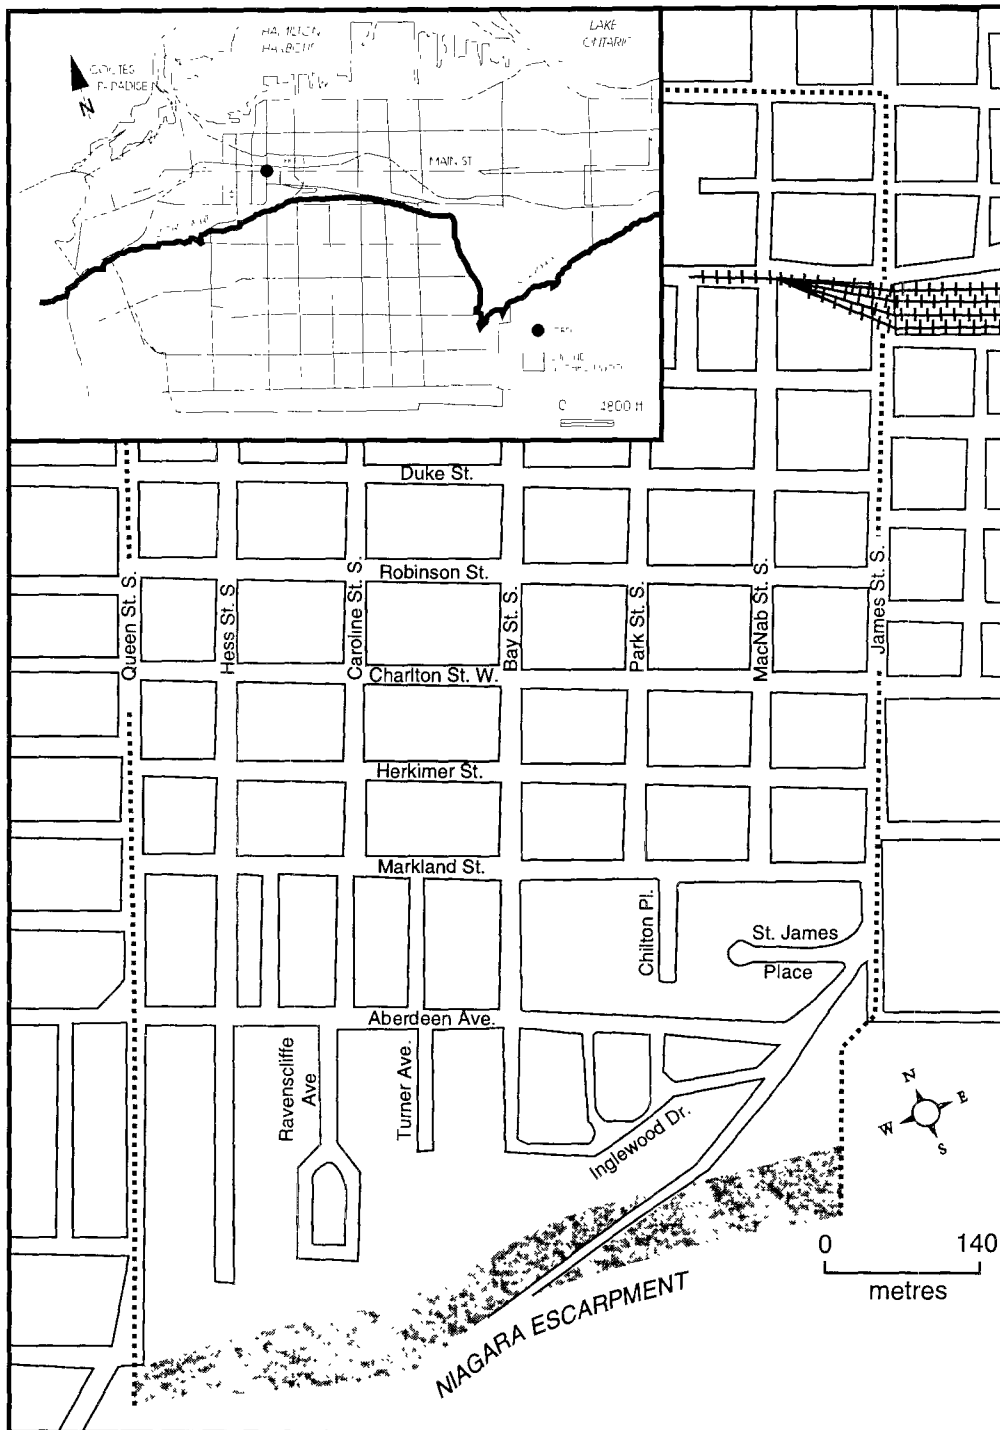 LAKE
N
MAIN ST
Duke St.
Robinson St.
Queen St. S.
Hess St. S
Caroline St. S.
Bay St. S.
Park St. S.
MacNab St. S.
James St. S.
Charlton St. W.
Herkimer St.
Markland St.
Chilton Pl.
St. James
Place
Aberdeen Ave.
Ravenscliffe
Ave
Turner Ave.
Inglewood Dr.
N
E
W
S
0 140
metres
NIAGARA ESCARPMENT